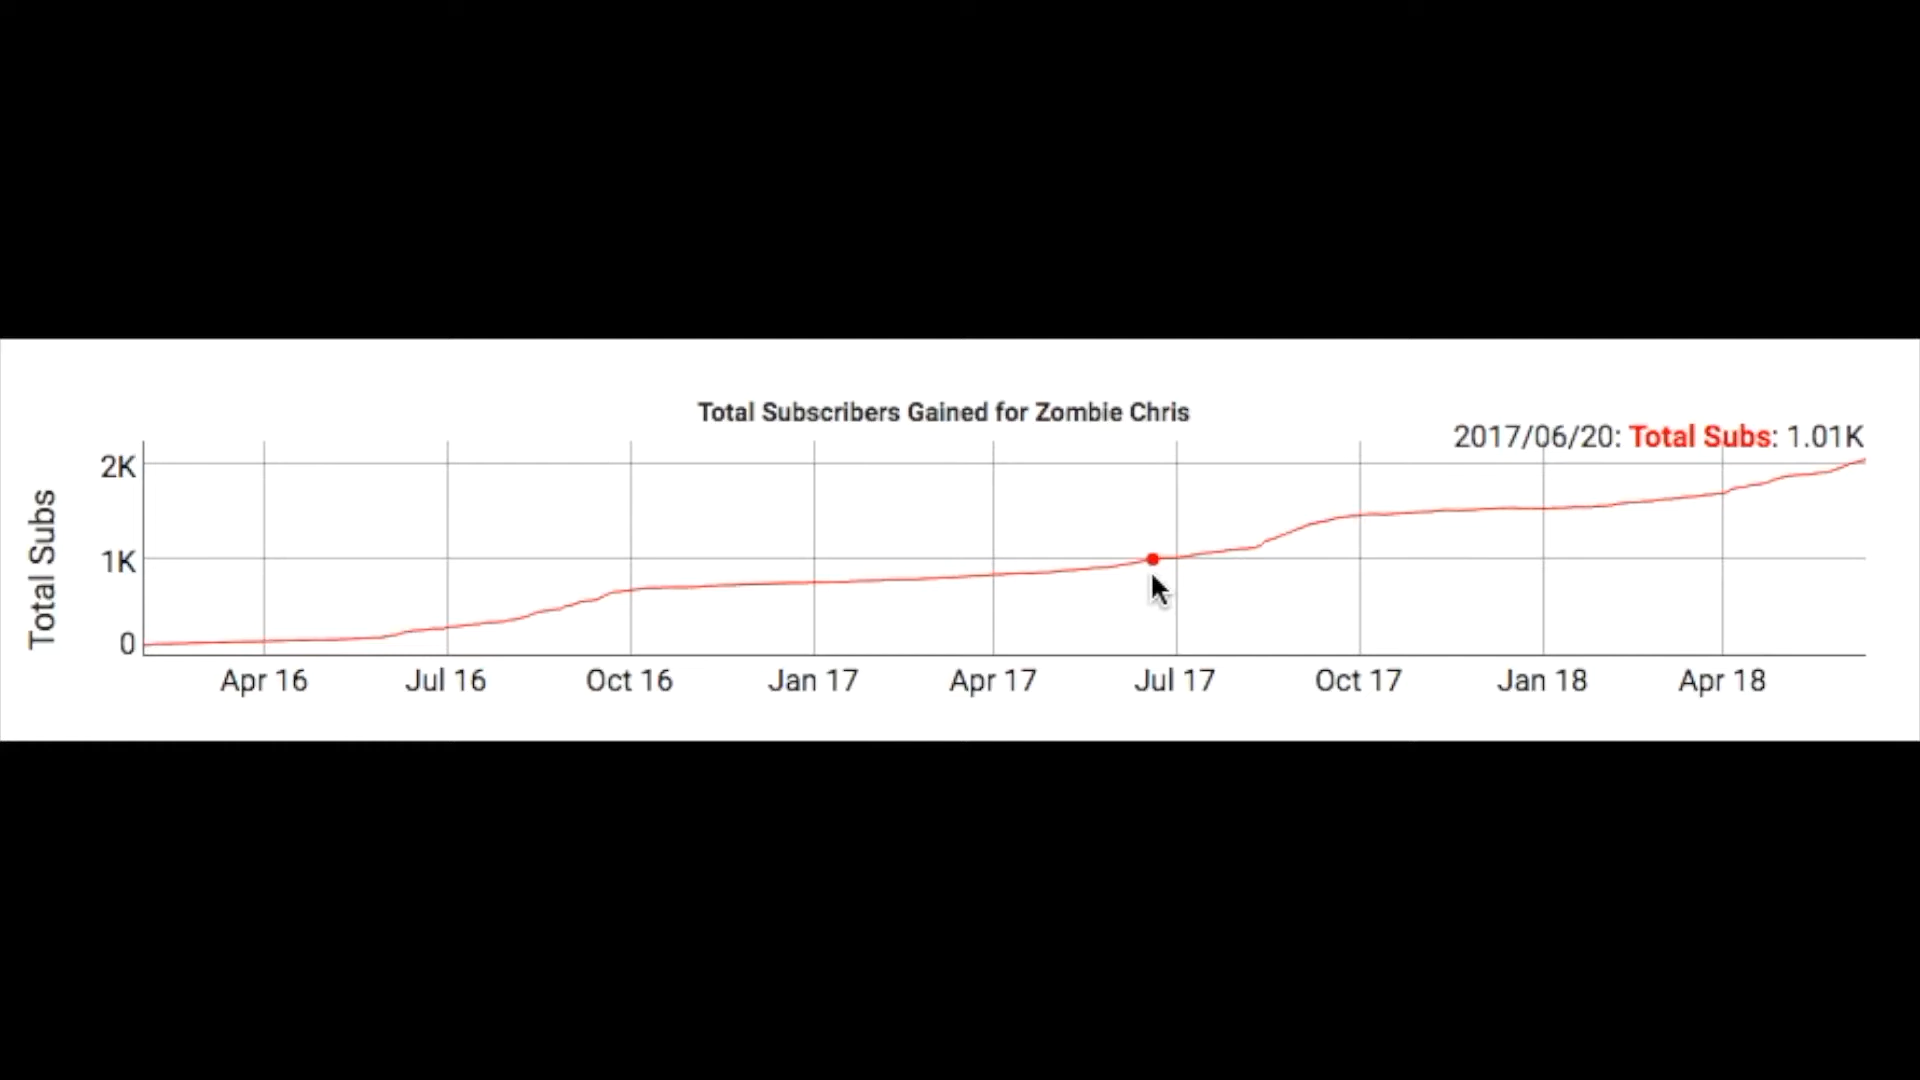 Total Subscribers Gained for Zombie Chris
2017/06/20: Total Subs: 1.01K
Total Subs
2K
1K
0
Apr 16 Jul 16 Oct 16 Jan 17 Apr 17 Jul 17 Oct 17 Jan 18 Apr 18